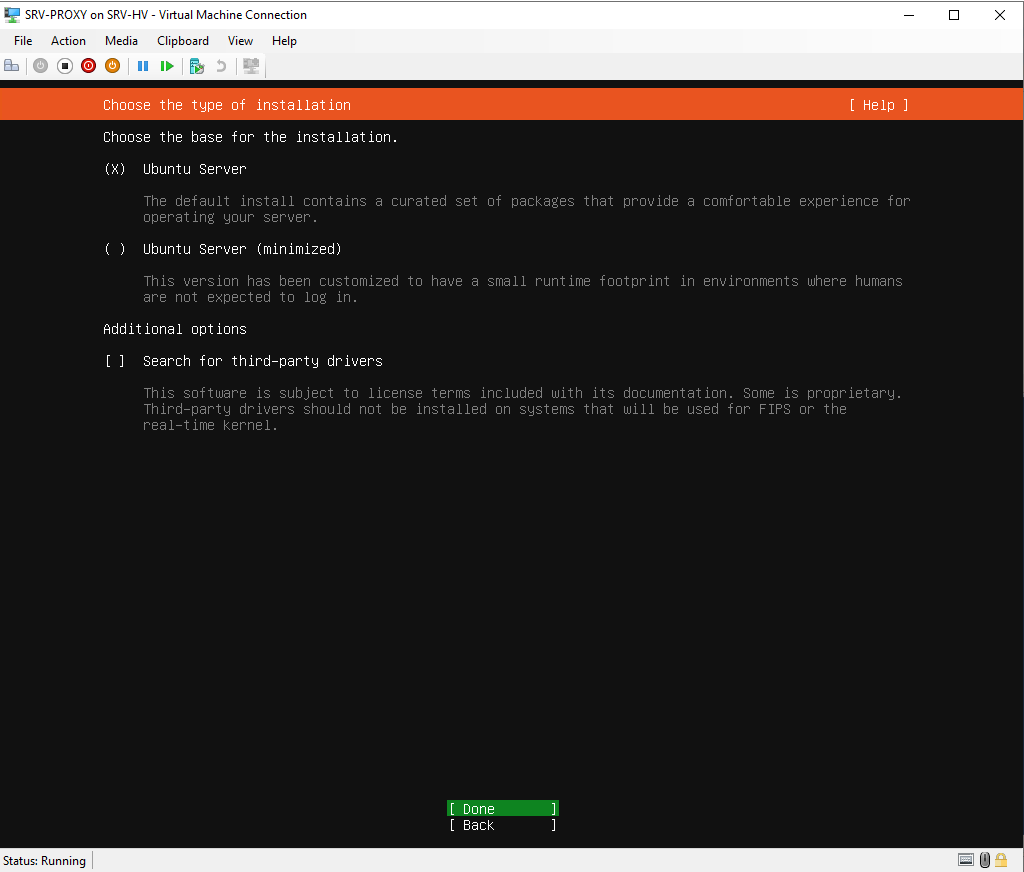 SRV-PROXY on SRV-HV - Virtual Machine Connection
File Action Media Clipboard View Help
Choose the type of installation [ Help ]
Choose the base for the installation.
(X) Ubuntu Server
The default install contains a curated set of packages that provide a comfortable experience for
operating your server.
( ) Ubuntu Server (minimized)
This version has been customized to have a small runtime footprint in environments where humans
are not expected to log in.
Additional options
[ ] Search for third-party drivers
This software is subject to license terms included with its documentation. Some is proprietary.
Third-party drivers should not be installed on systems that will be used for FIPS or the
real-time kernel.
[ Done ]
[ Back ]
Status: Running